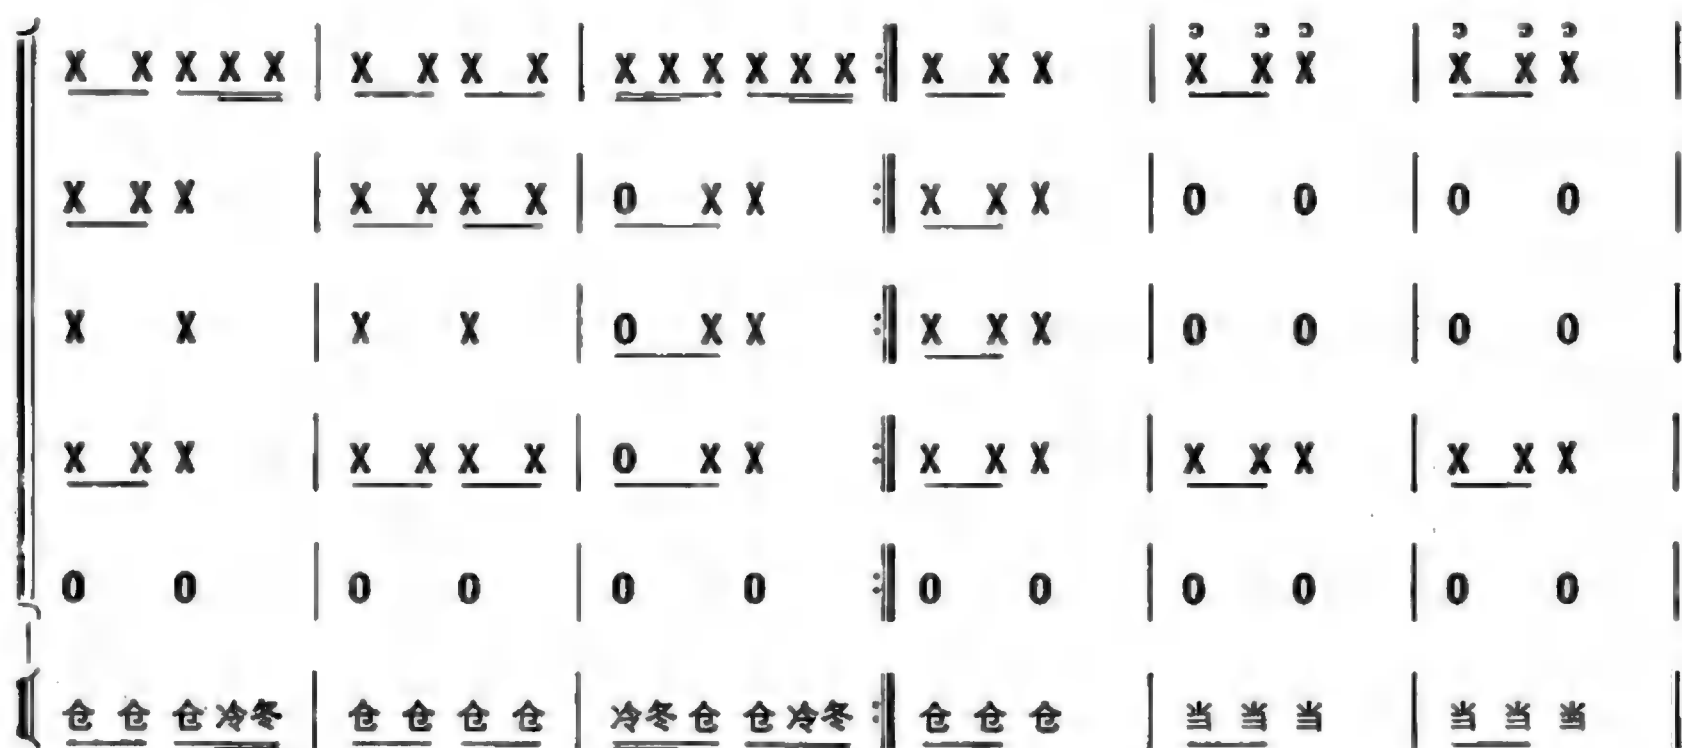 X X X X X | X X X X | X X X X X X :| X X X | X X X | X X X |
X X X | X X X X | 0 X X :| X X X | 0 0 | 0 0 |
X X | X X | 0 X X :| X X X | 0 0 | 0 0 |
X X X | X X X X | 0 X X :| X X X | X X X | X X X |
0 0 | 0 0 | 0 0 :| 0 0 | 0 0 | 0 0 |
仓 仓 仓 冷冬 | 仓 仓 仓 仓 | 冷冬 仓 仓 冷冬 :| 仓 仓 仓 | 当 当 当 | 当 当 当 |